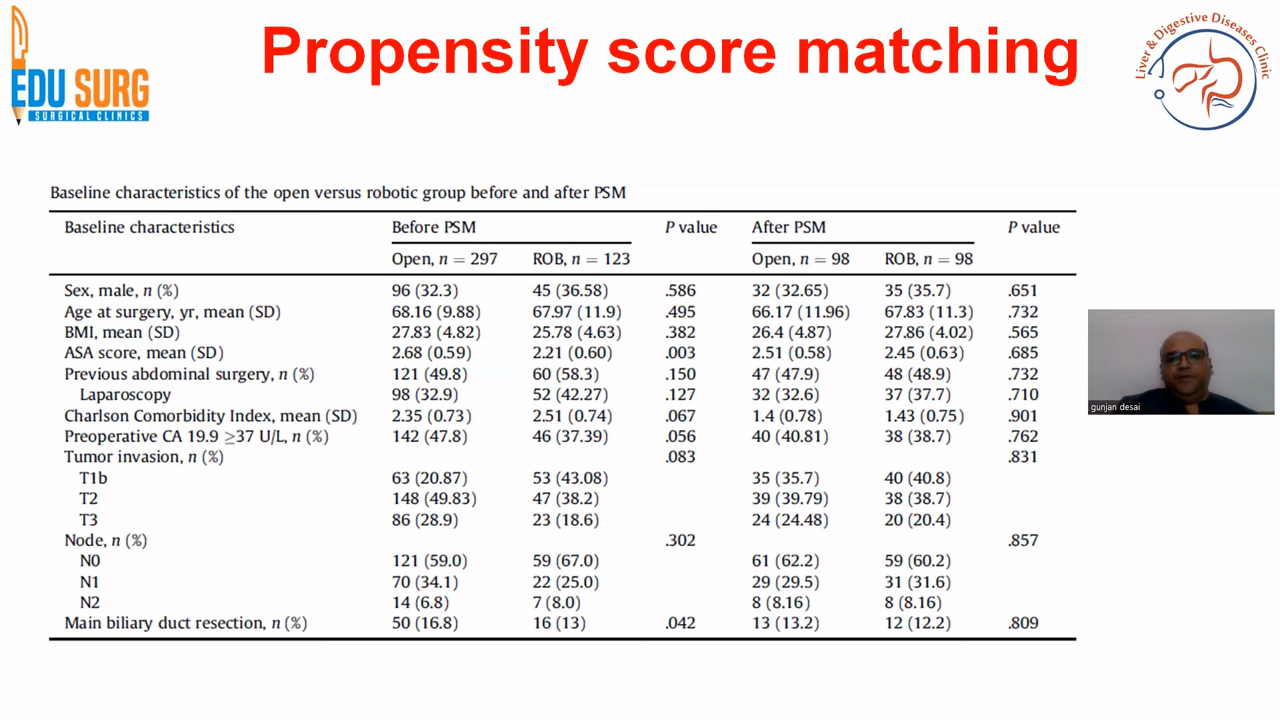 Propensity score matching
EDU SURG
SURGICAL CLINICS
Liver & Digestive Diseases Clinic
Baseline characteristics of the open versus robotic group before and after PSM
Baseline characteristics Before PSM P value After PSM P value
Open, n = 297 ROB, n = 123 Open, n = 98 ROB, n = 98
Sex, male, n (%) 96 (32.3) 45 (36.58) .586 32 (32.65) 35 (35.7) .651
Age at surgery, yr, mean (SD) 68.16 (9.88) 67.97 (11.9) .495 66.17 (11.96) 67.83 (11.3) .732
BMI, mean (SD) 27.83 (4.82) 25.78 (4.63) .382 26.4 (4.87) 27.86 (4.02) .565
ASA score, mean (SD) 2.68 (0.59) 2.21 (0.60) .003 2.51 (0.58) 2.45 (0.63) .685
Previous abdominal surgery, n (%) 121 (49.8) 60 (58.3) .150 47 (47.9) 48 (48.9) .732
Laparoscopy 98 (32.9) 52 (42.27) .127 32 (32.6) 37 (37.7) .710
Charlson Comorbidity Index, mean (SD) 2.35 (0.73) 2.51 (0.74) .067 1.4 (0.78) 1.43 (0.75) .901
Preoperative CA 19.9 ≥37 U/L, n (%) 142 (47.8) 46 (37.39) .056 40 (40.81) 38 (38.7) .762
Tumor invasion, n (%) .083 .831
T1b 63 (20.87) 53 (43.08) 35 (35.7) 40 (40.8)
T2 148 (49.83) 47 (38.2) 39 (39.79) 38 (38.7)
T3 86 (28.9) 23 (18.6) 24 (24.48) 20 (20.4)
Node, n (%) .302 .857
N0 121 (59.0) 59 (67.0) 61 (62.2) 59 (60.2)
N1 70 (34.1) 22 (25.0) 29 (29.5) 31 (31.6)
N2 14 (6.8) 7 (8.0) 8 (8.16) 8 (8.16)
Main biliary duct resection, n (%) 50 (16.8) 16 (13) .042 13 (13.2) 12 (12.2) .809
gunjan desai